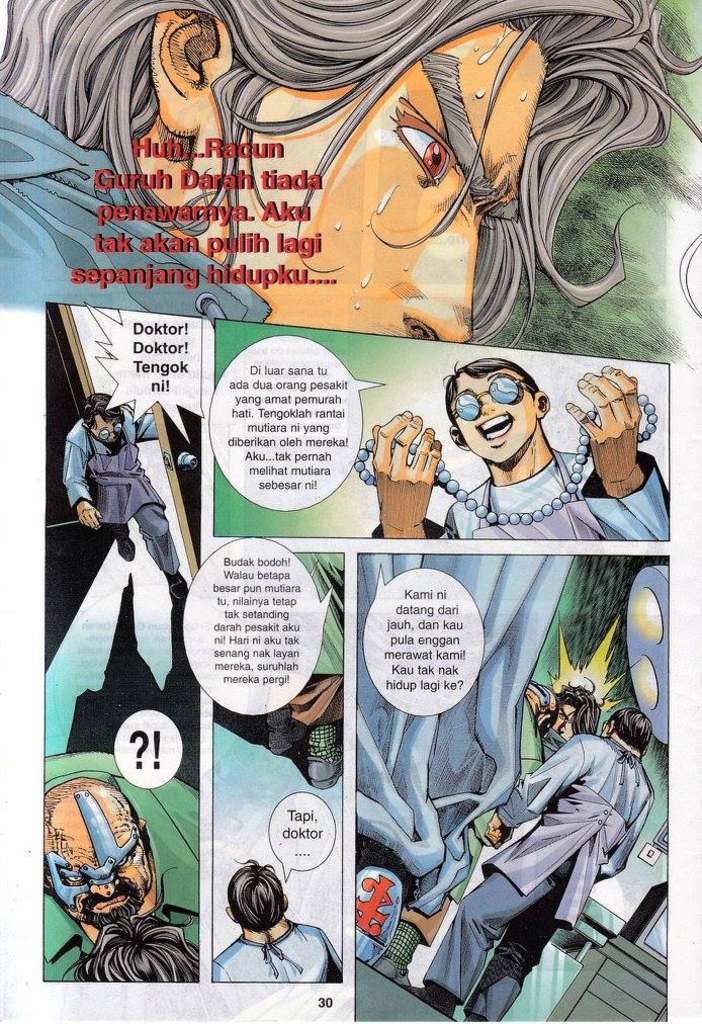 Huh...Racun
Guruh Darah tiada
penawarnya. Aku
tak akan pulih lagi
sepanjang hidupku....
Doktor!
Doktor!
Tengok
ni!
Di luar sana tu
ada dua orang pesakit
yang amat pemurah
hati. Tengoklah rantai
mutiara ni yang
diberikan oleh mereka!
Aku...tak pernah
melihat mutiara
sebesar ni!
Budak bodoh!
Walau betapa
besar pun mutiara
tu, nilainya tetap
tak setanding
darah pesakit aku
ni! Hari ni aku tak
senang nak layan
mereka, suruhlah
mereka pergi!
Kami ni
datang dari
jauh, dan kau
pula enggan
merawat kami!
Kau tak nak
hidup lagi ke?
?!
Tapi,
doktor
....
30